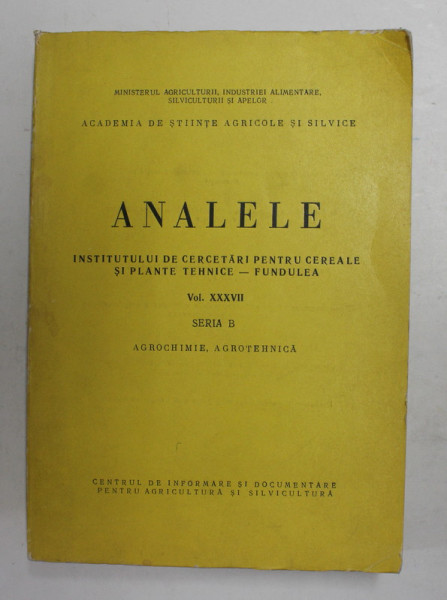 MINISTERUL AGRICULTURII, INDUSTRIEI ALIMENTARE,
SILVICULTURII ȘI APELOR
ACADEMIA DE ȘTIINȚE AGRICOLE ȘI SILVICE
ANALELE
INSTITUTULUI DE CERCETĂRI PENTRU CEREALE
ȘI PLANTE TEHNICE — FUNDULEA
Vol. XXXVII
SERIA B
AGROCHIMIE, AGROTEHNICĂ
CENTRUL DE INFORMARE ȘI DOCUMENTARE
PENTRU AGRICULTURĂ ȘI SILVICULTURĂ